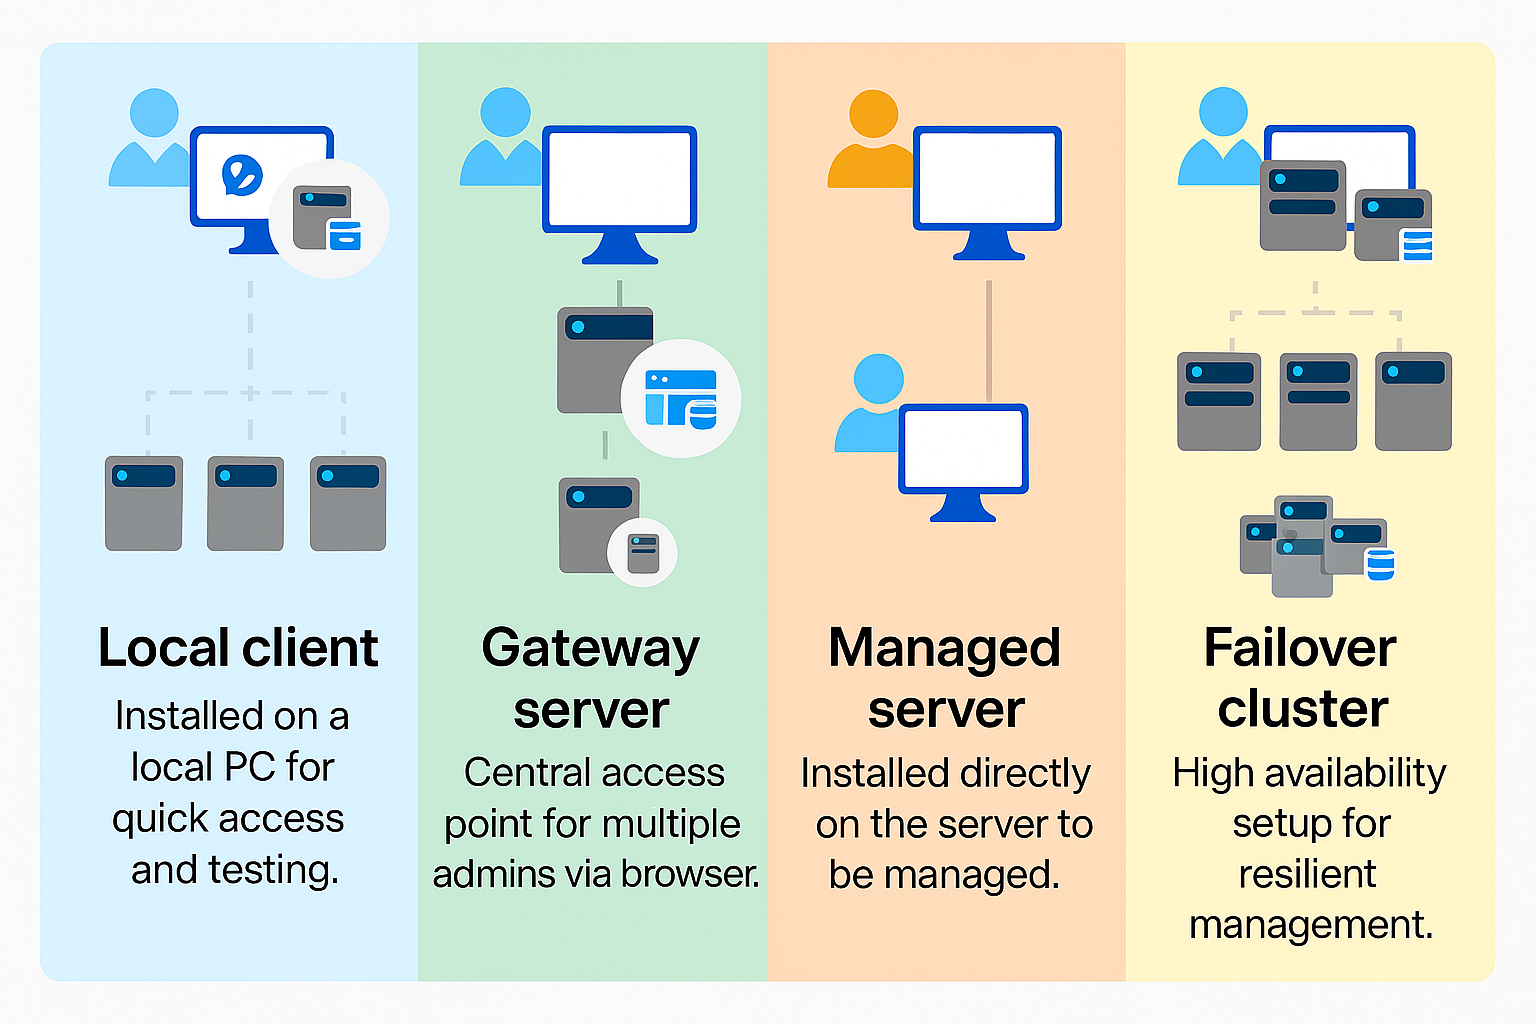 Local client
Installed on a
local PC for
quick access
and testing.
Gateway
server
Central access
point for multiple
admins via browser.
Managed
server
Installed directly
on the server to
be managed.
Failover
cluster
High availability
setup for
resilient
management.